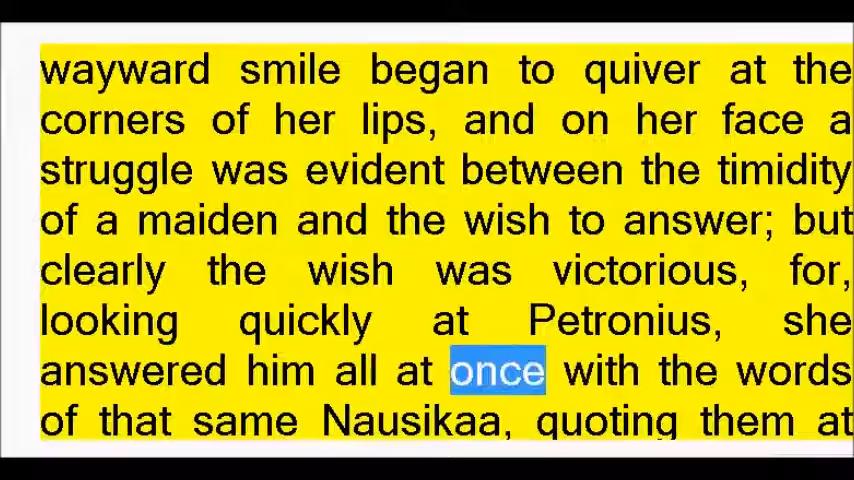 wayward smile began to quiver at the
corners of her lips, and on her face a
struggle was evident between the timidity
of a maiden and the wish to answer; but
clearly the wish was victorious, for,
looking quickly at Petronius, she
answered him all at once with the words
of that same Nausikaa, quoting them at